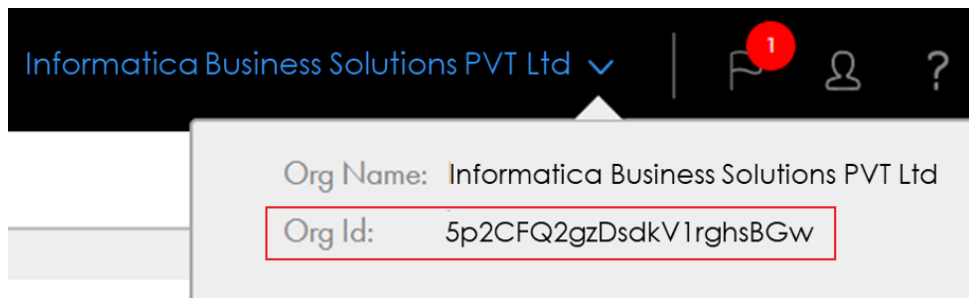 Informatica Business Solutions PVT Ltd
1
?
Org Name: Informatica Business Solutions PVT Ltd
Org Id: 5p2CFQ2gzDsdkV1rghsBGw